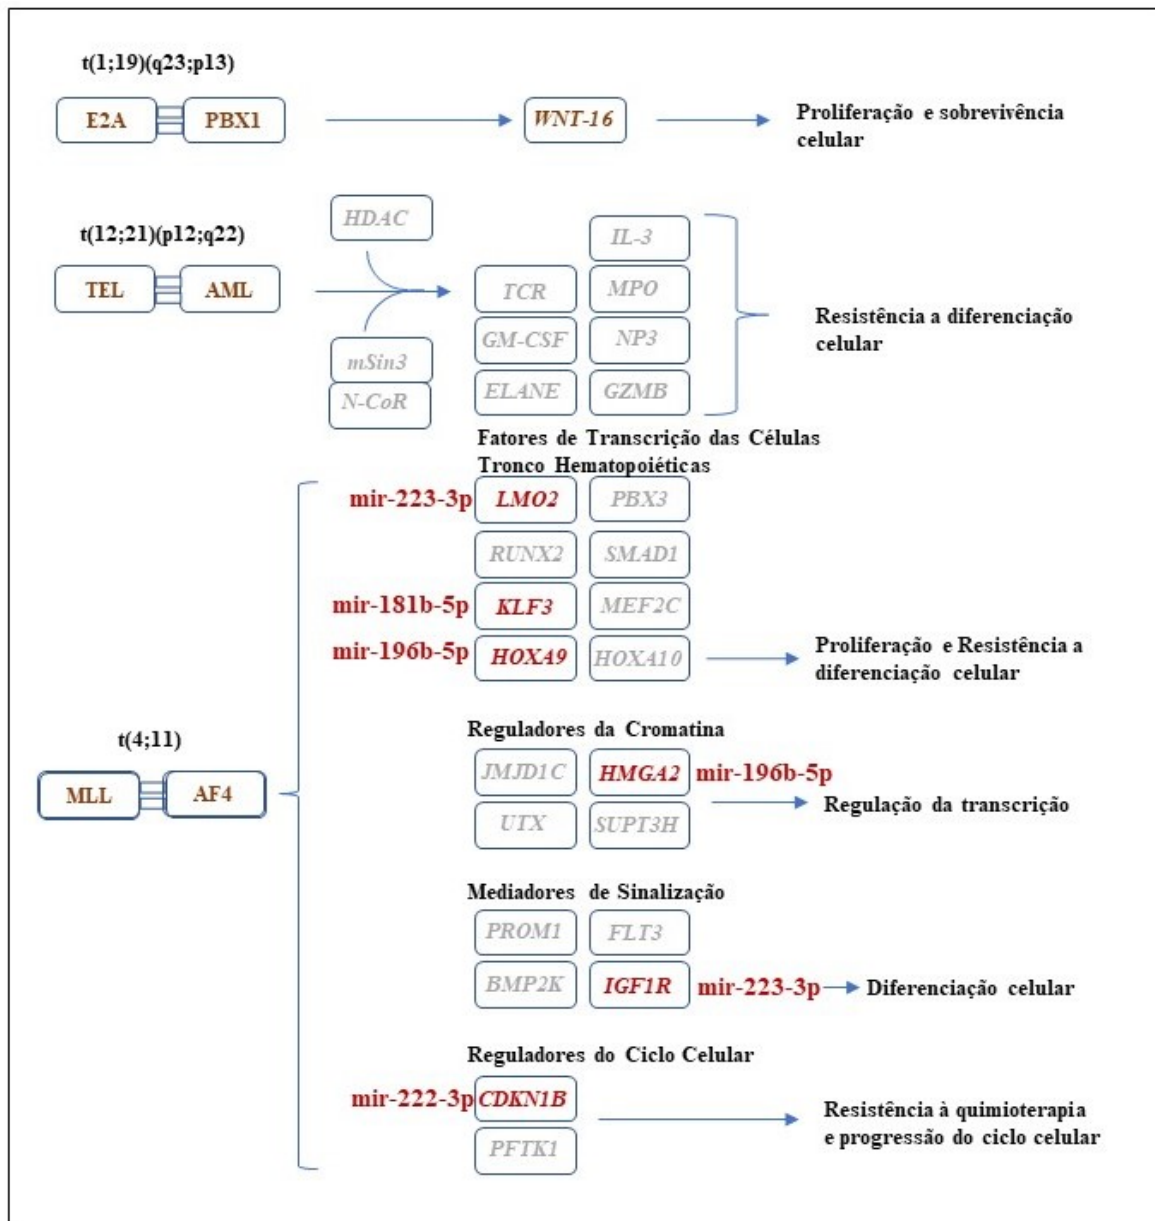 t(1;19)(q23;p13)
E2A PBX1 WNT-16 Proliferação e sobrevivência
celular
t(12;21)(p12;q22)
HDAC
IL-3
TEL AML
TCR MPO
GM-CSF NP3
Resistência a diferenciação
celular
mSin3
N-CoR
ELANE GZMB
Fatores de Transcrição das Células
Tronco Hematopoiéticas
mir-223-3p LMO2 PBX3
RUNX2 SMAD1
mir-181b-5p KLF3 MEF2C
mir-196b-5p HOXA9 HOXA10
Proliferação e Resistência a
diferenciação celular
Reguladores da Cromatina
t(4;11)
MLL AF4
JMJD1C HMGA2 mir-196b-5p
UTX SUPT3H
Regulação da transcrição
Mediadores de Sinalização
PROM1 FLT3
BMP2K IGF1R mir-223-3p Diferenciação celular
Reguladores do Ciclo Celular
mir-222-3p CDKN1B
PFTK1
Resistência à quimioterapia
e progressão do ciclo celular